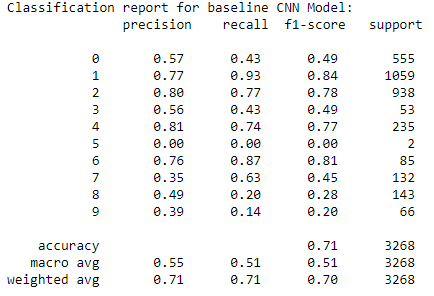 Classification report for baseline CNN Model:
precision recall f1-score support
0 0.57 0.43 0.49 555
1 0.77 0.93 0.84 1059
2 0.80 0.77 0.78 938
3 0.56 0.43 0.49 53
4 0.81 0.74 0.77 235
5 0.00 0.00 0.00 2
6 0.76 0.87 0.81 85
7 0.35 0.63 0.45 132
8 0.49 0.20 0.28 143
9 0.39 0.14 0.20 66
accuracy 0.71 3268
macro avg 0.55 0.51 0.51 3268
weighted avg 0.71 0.71 0.70 3268